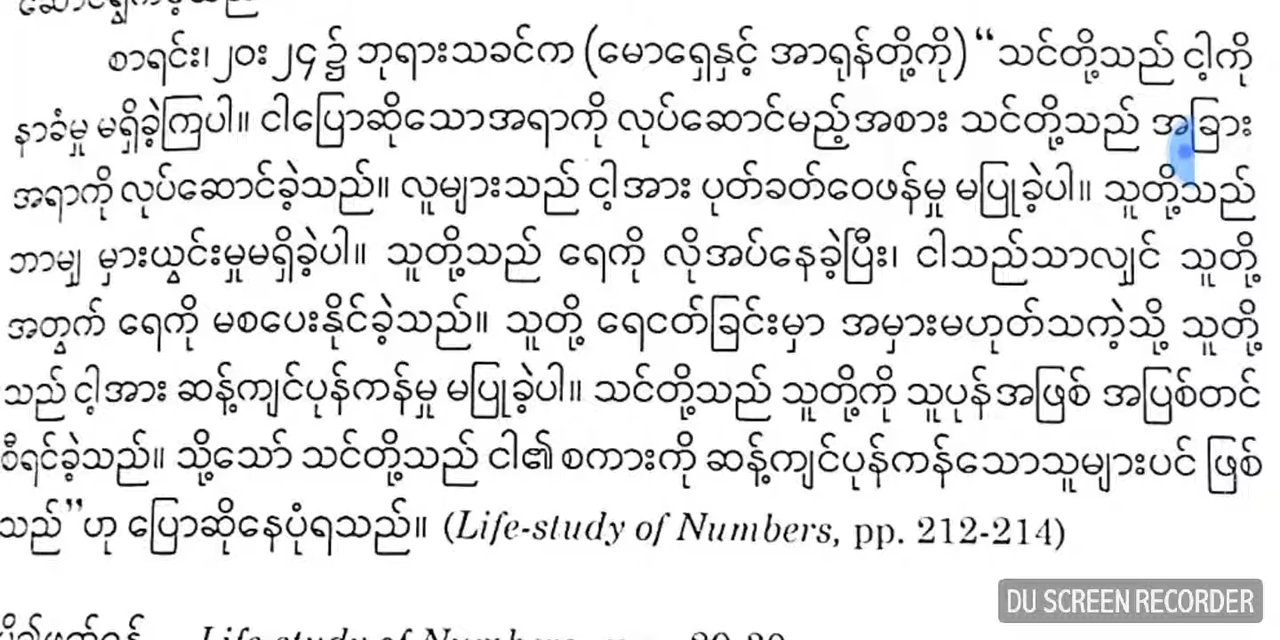 စာရင်း၊၂၀း၂၄၌ ဘုရားသခင်က (မောရှေနှင့် အာရုန်တို့ကို) “သင်တို့သည် ငါ့ကို
နာခံမှု မရှိခဲ့ကြပါ။ ငါပြောဆိုသောအရာကို လုပ်ဆောင်မည့်အစား သင်တို့သည် အခြား
အရာကို လုပ်ဆောင်ခဲ့သည်။ လူများသည် ငါ့အား ပုတ်ခတ်ဝေဖန်မှု မပြုခဲ့ပါ။ သူတို့သည်
ဘာမျှ မှားယွင်းမှုမရှိခဲ့ပါ။ သူတို့သည် ရေကို လိုအပ်နေခဲ့ပြီး၊ ငါသည်သာလျှင် သူတို့
အတွက် ရေကို မစပေးနိုင်ခဲ့သည်။ သူတို့ ရေငတ်ခြင်းမှာ အမှားမဟုတ်သကဲ့သို့ သူတို့
သည် ငါ့အား ဆန့်ကျင်ပုန်ကန်မှု မပြုခဲ့ပါ။ သင်တို့သည် သူတို့ကို သူပုန်အဖြစ် အပြစ်တင်
စီရင်ခဲ့သည်။ သို့သော် သင်တို့သည် ငါ၏ စကားကို ဆန့်ကျင်ပုန်ကန်သောသူများပင် ဖြစ်
သည်”ဟု ပြောဆိုနေပုံရသည်။ (Life-study of Numbers, pp. 212-214)
DU SCREEN RECORDER